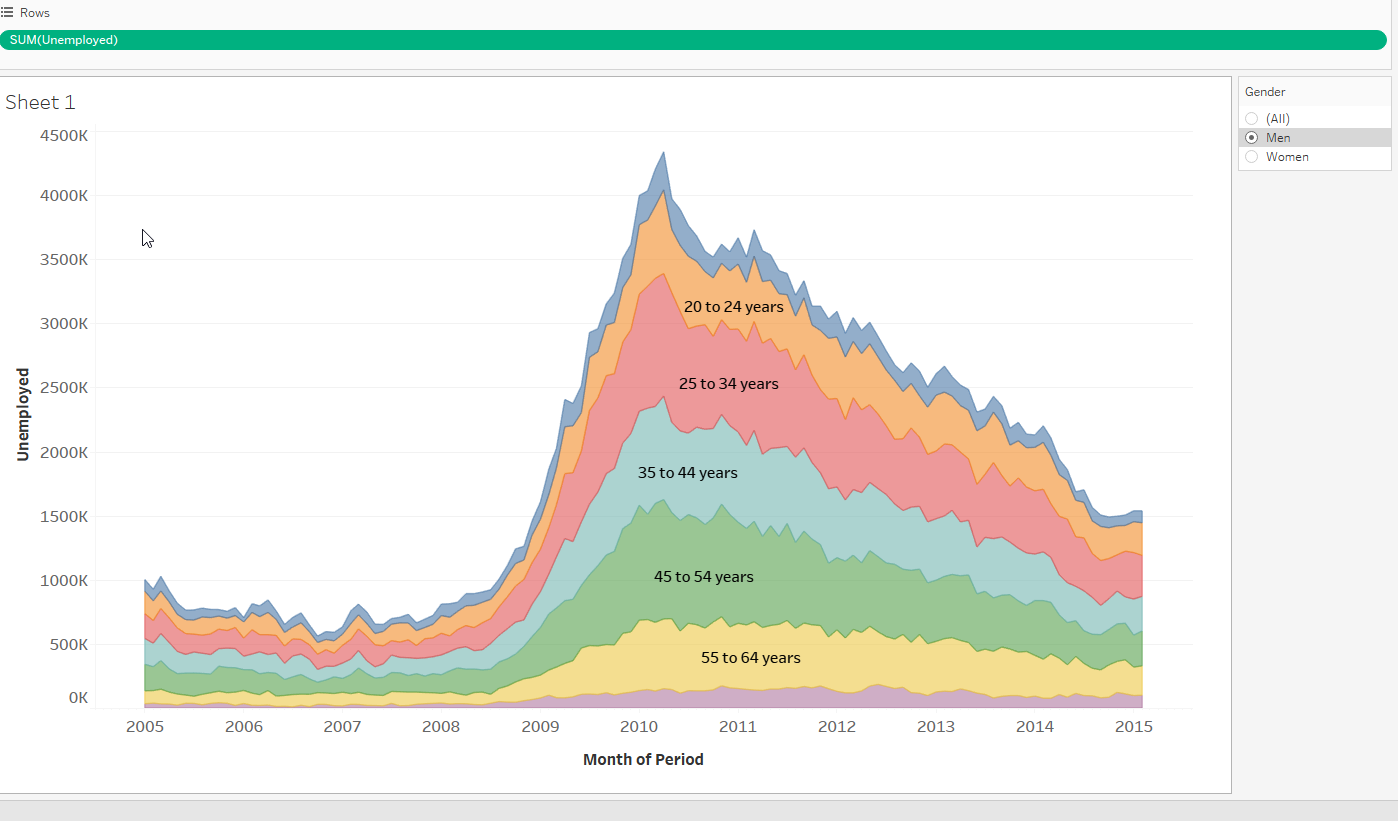 Rows
SUM(Unemployed)
Sheet 1
Gender
(All)
Men
Women
4500K
4000K
3500K
3000K
2500K
2000K
1500K
1000K
500K
0K
Unemployed
20 to 24 years
25 to 34 years
35 to 44 years
45 to 54 years
55 to 64 years
2005 2006 2007 2008 2009 2010 2011 2012 2013 2014 2015
Month of Period